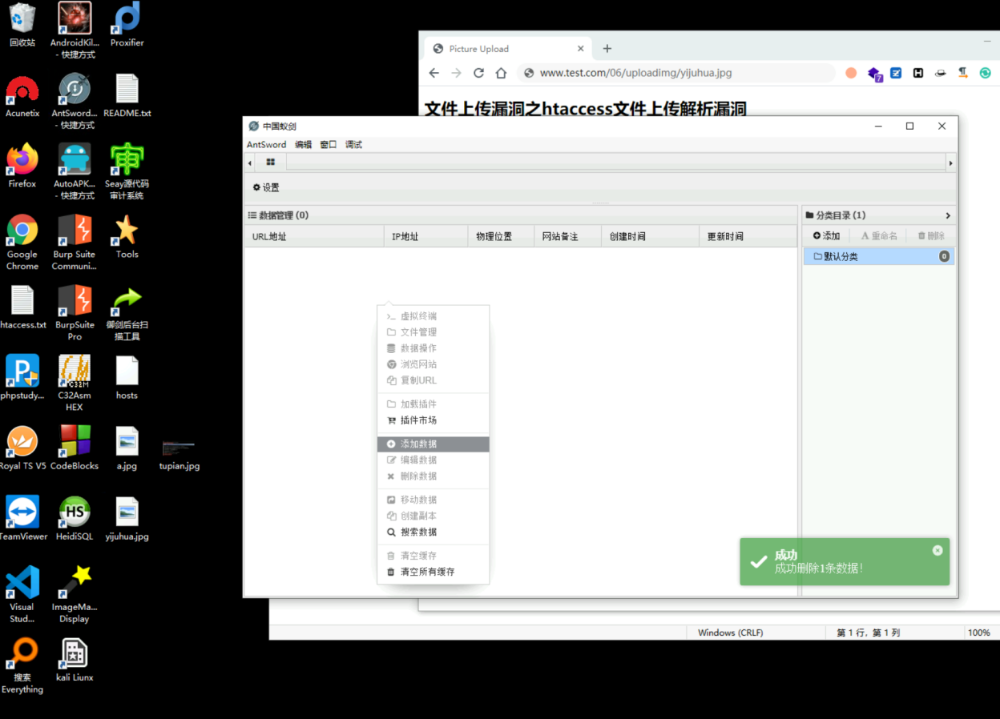 回收站
AndroidKil...
- 快捷方式
Proxifier
Acunetix
AntSword...
- 快捷方式
README.txt
Firefox
AutoAPK...
- 快捷方式
Seay源代码
审计系统
Google
Chrome
Burp Suite
Communi...
Tools
htaccess.txt
BurpSuite
Pro
御剑后台扫
描工具
phpstudy...
C32Asm
HEX
hosts
Royal TS V5
CodeBlocks
a.jpg
tupian.jpg
TeamViewer
HeidiSQL
yijuhua.jpg
Visual
Stud...
ImageMa...
Display
搜索
Everything
kali Liunx
Picture Upload
www.test.com/06/uploadimg/yijuhua.jpg
7
文件上传漏洞之htaccess文件上传解析漏洞
中国蚁剑
AntSword 编辑 窗口 调试
设置
数据管理 (0)
URL地址 IP地址 物理位置 网站备注 创建时间 更新时间
分类目录 (1)
添加 重命名 删除
默认分类 0
虚拟终端
文件管理
数据操作
浏览网站
复制URL
加载插件
插件市场
添加数据
编辑数据
删除数据
移动数据
创建副本
搜索数据
清空缓存
清空所有缓存
成功
成功删除1条数据!
Windows (CRLF) 第 1 行，第 1 列 100%